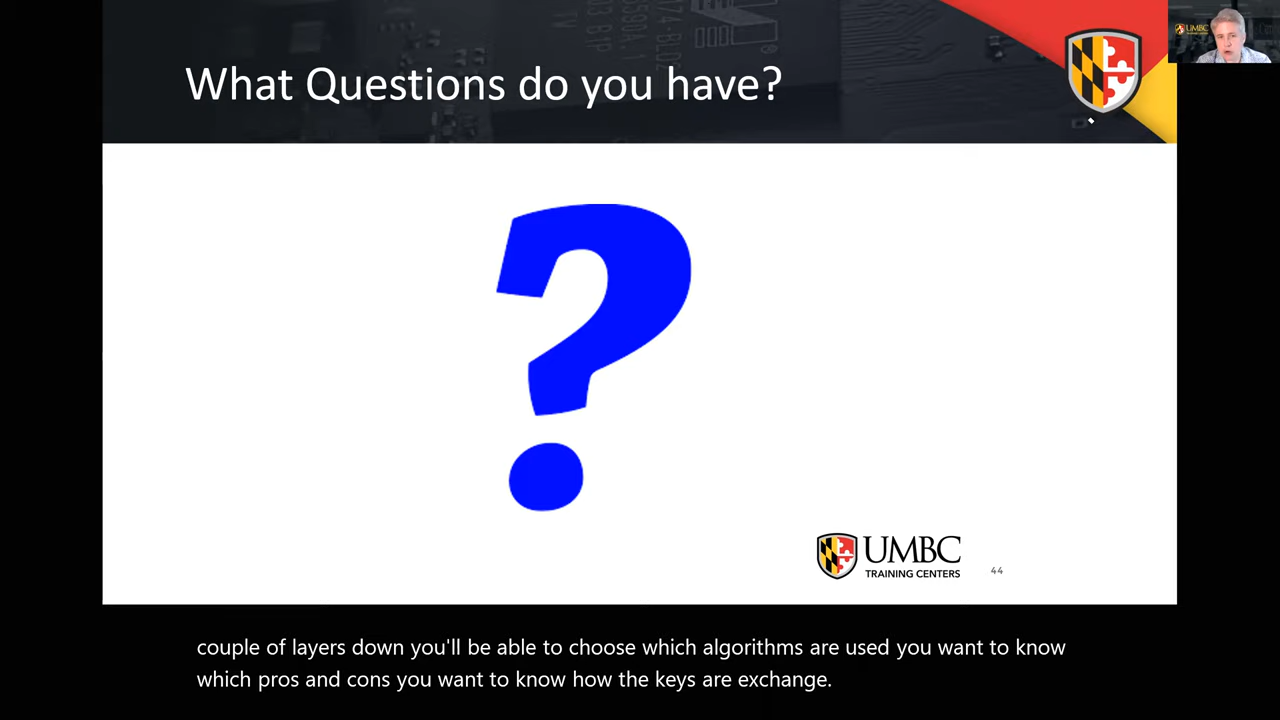 What Questions do you have?
UMBC
?
UMBC
TRAINING CENTERS
44
couple of layers down you'll be able to choose which algorithms are used you want to know
which pros and cons you want to know how the keys are exchange.